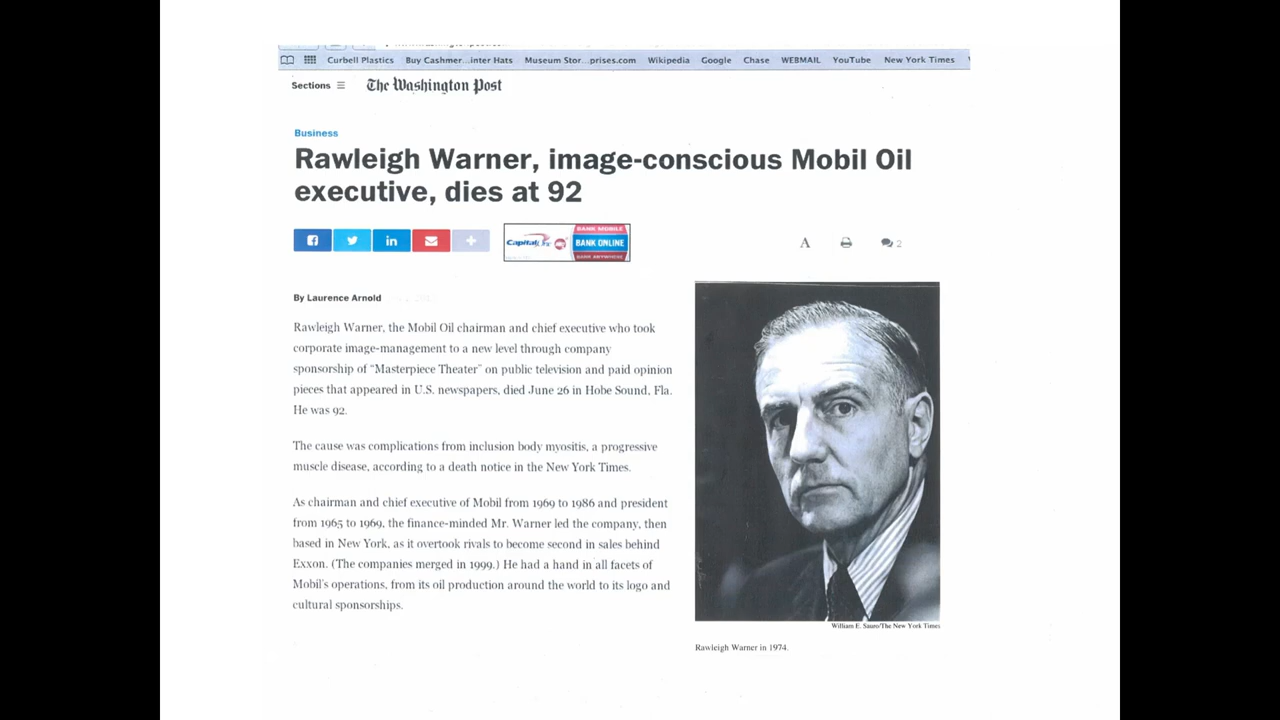 Curbell Plastics Buy Cashmer...inter Hats Museum Stor...prises.com Wikipedia Google Chase WEBMAIL YouTube New York Times
Sections The Washington Post
Business
Rawleigh Warner, image-conscious Mobil Oil
executive, dies at 92
Capital One
BANK MOBILE
BANK ONLINE
BANK ANYWHERE
A 2
By Laurence Arnold
Rawleigh Warner, the Mobil Oil chairman and chief executive who took
corporate image-management to a new level through company
sponsorship of "Masterpiece Theater" on public television and paid opinion
pieces that appeared in U.S. newspapers, died June 26 in Hobe Sound, Fla.
He was 92.
The cause was complications from inclusion body myositis, a progressive
muscle disease, according to a death notice in the New York Times.
As chairman and chief executive of Mobil from 1969 to 1986 and president
from 1965 to 1969, the finance-minded Mr. Warner led the company, then
based in New York, as it overtook rivals to become second in sales behind
Exxon. (The companies merged in 1999.) He had a hand in all facets of
Mobil's operations, from its oil production around the world to its logo and
cultural sponsorships.
William E. Sauro/The New York Times
Rawleigh Warner in 1974.